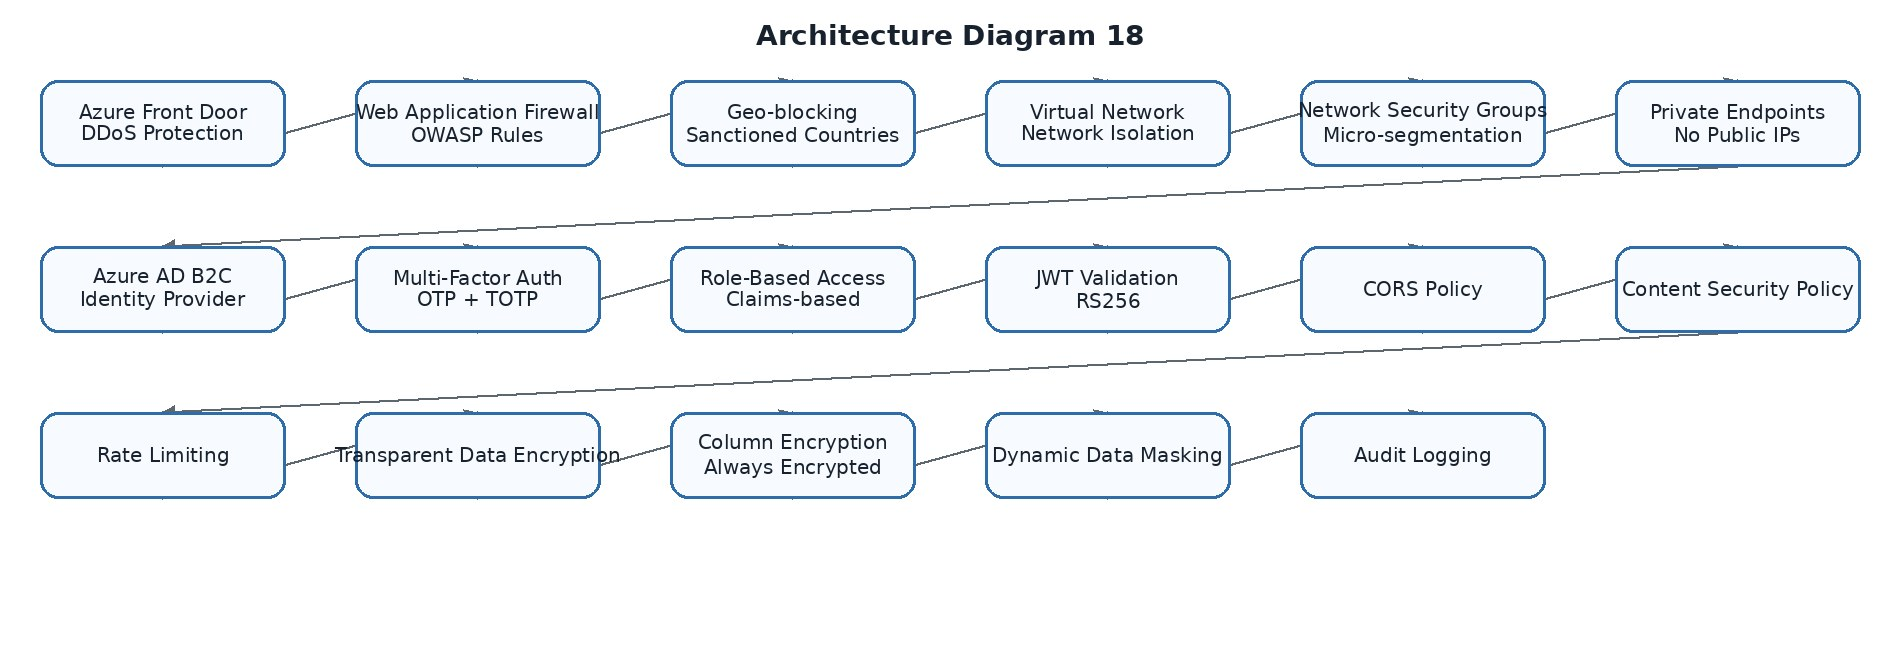 Architecture Diagram 18
Azure Front Door
DDoS Protection
Web Application Firewall
OWASP Rules
Geo-blocking
Sanctioned Countries
Virtual Network
Network Isolation
Network Security Groups
Micro-segmentation
Private Endpoints
No Public IPs
Azure AD B2C
Identity Provider
Multi-Factor Auth
OTP + TOTP
Role-Based Access
Claims-based
JWT Validation
RS256
CORS Policy
Content Security Policy
Rate Limiting
Transparent Data Encryption
Column Encryption
Always Encrypted
Dynamic Data Masking
Audit Logging